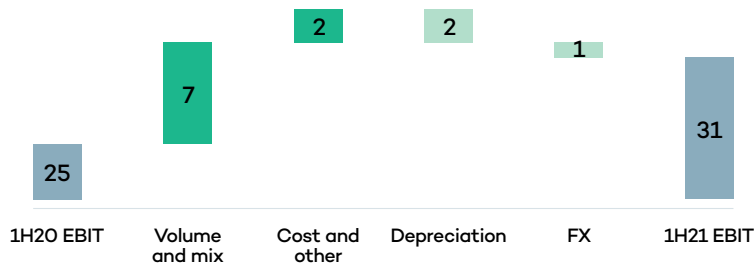 2
2
7
1
31
25
1H20 EBIT
Volume
and mix
Cost and
other
Depreciation
FX
1H21 EBIT